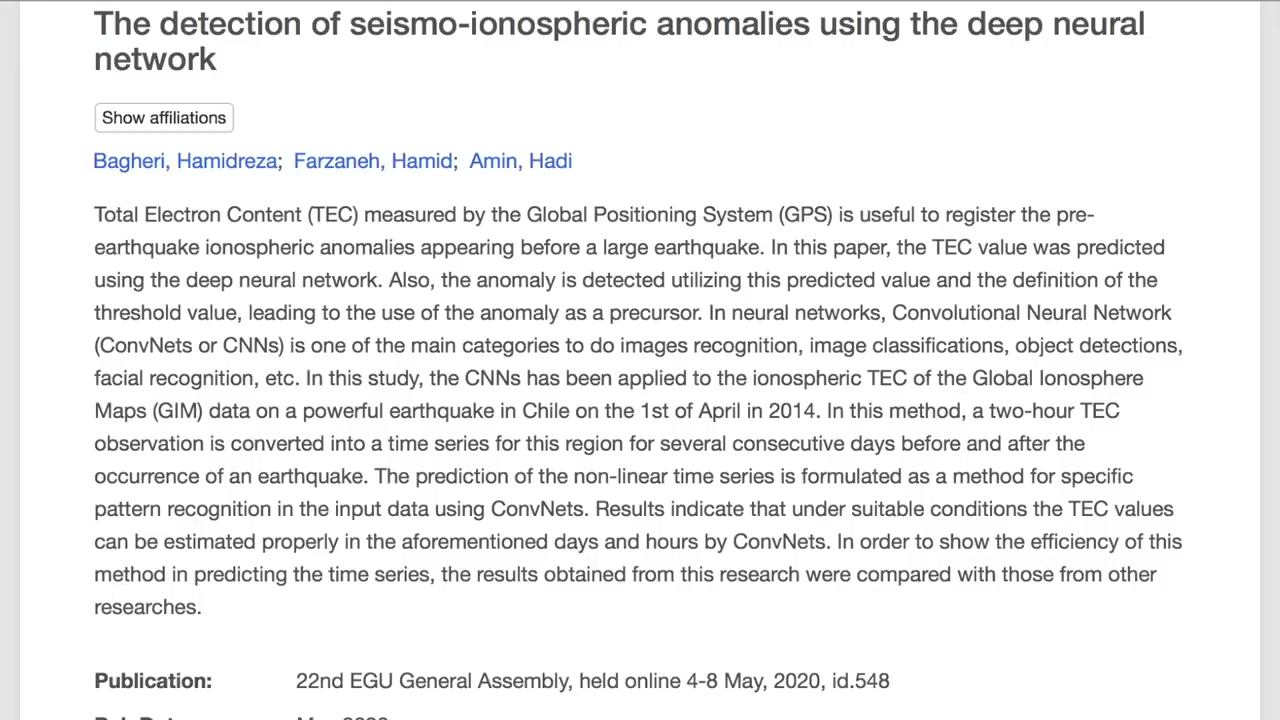 The detection of seismo-ionospheric anomalies using the deep neural
network
Show affiliations
Bagheri, Hamidreza; Farzaneh, Hamid; Amin, Hadi
Total Electron Content (TEC) measured by the Global Positioning System (GPS) is useful to register the pre-
earthquake ionospheric anomalies appearing before a large earthquake. In this paper, the TEC value was predicted
using the deep neural network. Also, the anomaly is detected utilizing this predicted value and the definition of the
threshold value, leading to the use of the anomaly as a precursor. In neural networks, Convolutional Neural Network
(ConvNets or CNNs) is one of the main categories to do images recognition, image classifications, object detections,
facial recognition, etc. In this study, the CNNs has been applied to the ionospheric TEC of the Global Ionosphere
Maps (GIM) data on a powerful earthquake in Chile on the 1st of April in 2014. In this method, a two-hour TEC
observation is converted into a time series for this region for several consecutive days before and after the
occurrence of an earthquake. The prediction of the non-linear time series is formulated as a method for specific
pattern recognition in the input data using ConvNets. Results indicate that under suitable conditions the TEC values
can be estimated properly in the aforementioned days and hours by ConvNets. In order to show the efficiency of this
method in predicting the time series, the results obtained from this research were compared with those from other
researches.
Publication: 22nd EGU General Assembly, held online 4-8 May, 2020, id.548